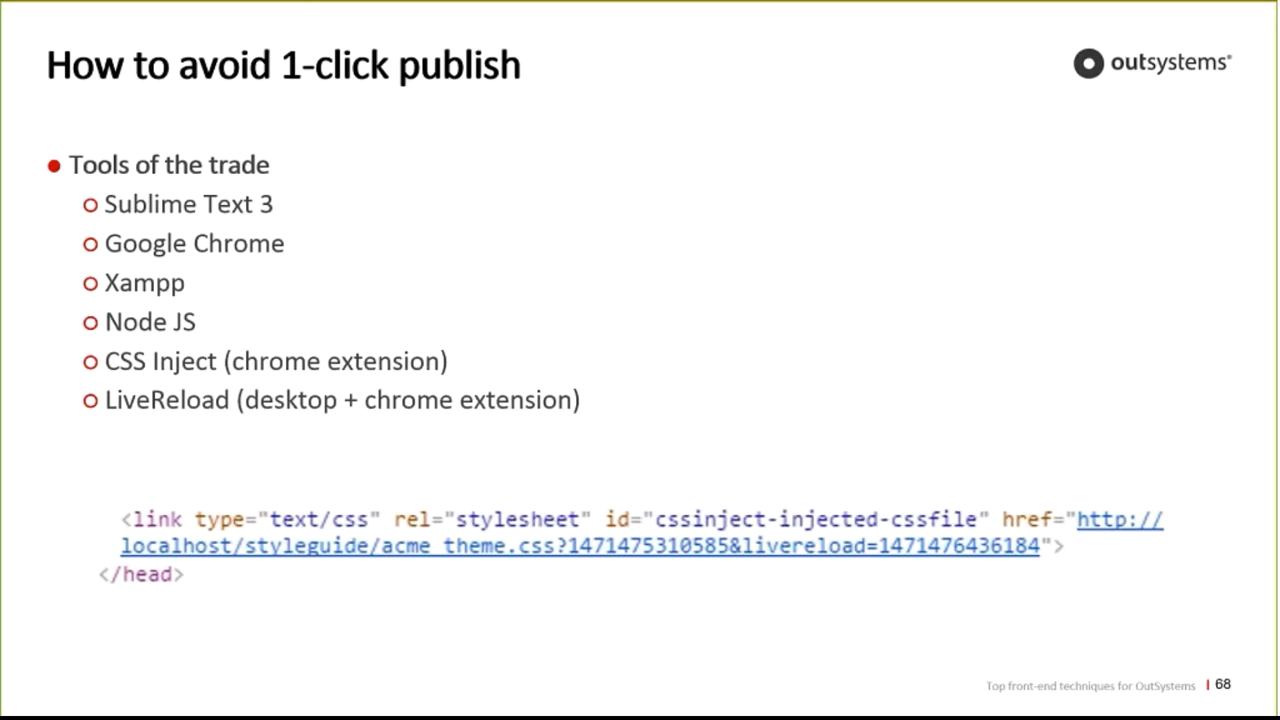 How to avoid 1-click publish
outsystems®
Tools of the trade
Sublime Text 3
Google Chrome
Xampp
Node JS
CSS Inject (chrome extension)
LiveReload (desktop + chrome extension)
<link type="text/css" rel="stylesheet" id="cssinject-injected-cssfile" href="http://
localhost/styleguide/acme_theme.css?1471475310585&livereload=1471476436184">
</head>
Top front-end techniques for OutSystems | 68